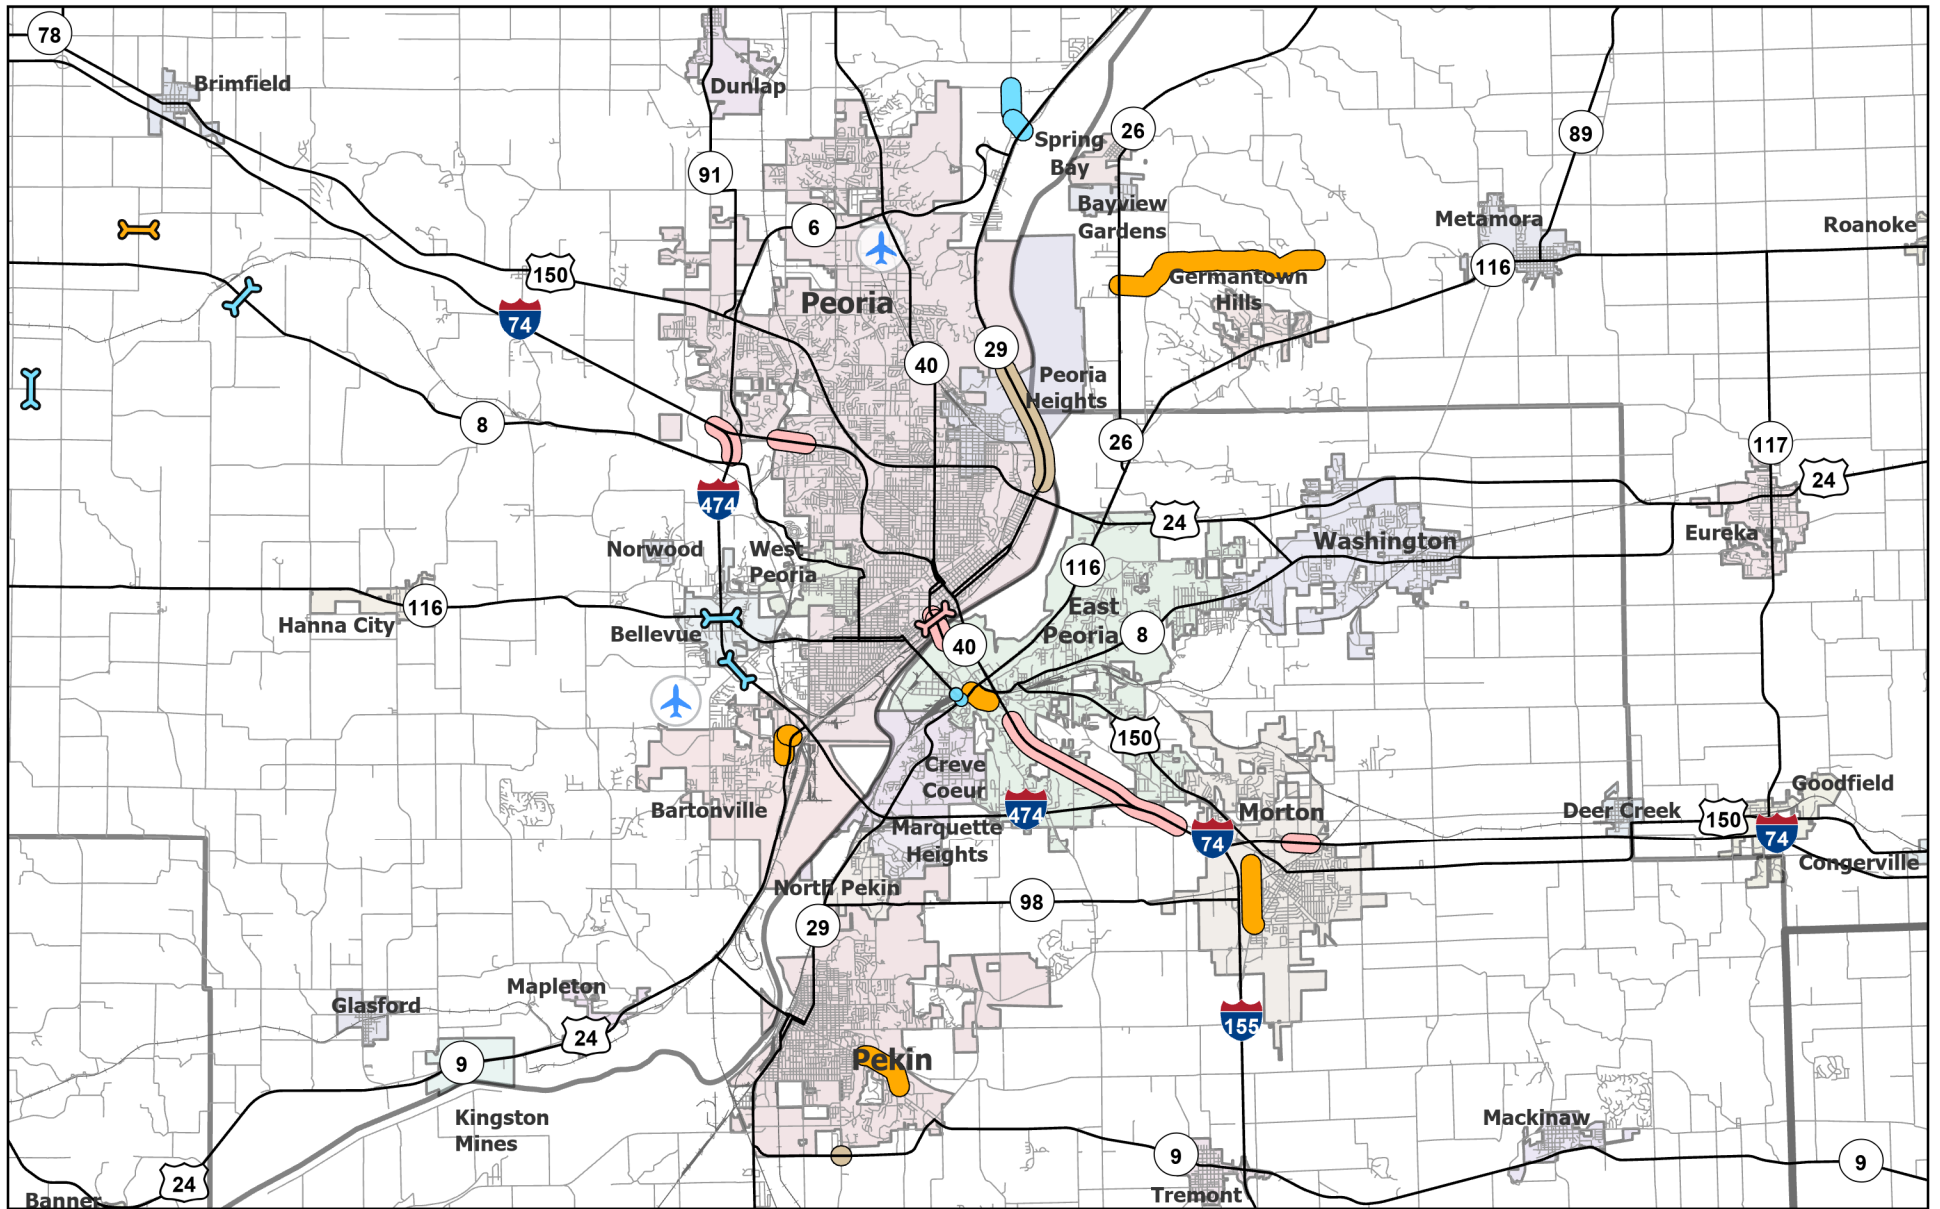 78
Brimfield
Dunlap
Spring
Bay
26
89
91
Bayview
Gardens
Metamora
Roanoke
6
116
150
Germantown
Hills
74
Peoria
29
40
Peoria
Heights
8
26
117
24
474
24
Norwood
West
Peoria
Washington
Eureka
116
116
East
Peoria
Hanna City
Bellevue
40
8
150
Creve
Coeur
Bartonville
474
Morton
Goodfield
Deer Creek
150
74
74
Marquette
Heights
Congerville
North Pekin
98
29
Mapleton
Glasford
24
155
9
Pekin
Kingston
Mines
Mackinaw
9
9
24
Tremont
Banner